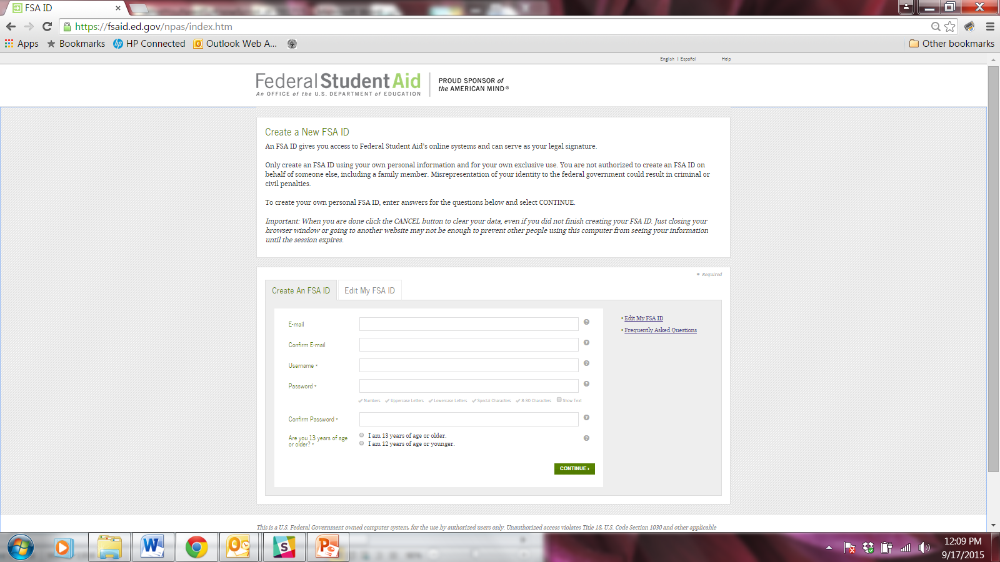 FSA ID
https://fsaid.ed.gov/npas/index.htm
Apps Bookmarks HP Connected Outlook Web A... Other bookmarks
English | Español Help
Federal Student Aid PROUD SPONSOR of
the AMERICAN MIND®
An OFFICE of the U.S. DEPARTMENT of EDUCATION
Create a New FSA ID
An FSA ID gives you access to Federal Student Aid's online systems and can serve as your legal signature.
Only create an FSA ID using your own personal information and for your own exclusive use. You are not authorized to create an FSA ID on
behalf of someone else, including a family member. Misrepresentation of your identity to the federal government could result in criminal or
civil penalties.
To create your own personal FSA ID, enter answers for the questions below and select CONTINUE.
Important: When you are done click the CANCEL button to clear your data, even if you did not finish creating your FSA ID. Just closing your
browser window or going to another website may not be enough to prevent other people using this computer from seeing your information
until the session expires.
* Required
Create An FSA ID Edit My FSA ID
E-mail
Confirm E-mail
Username *
Password *
Numbers Uppercase Letters Lowercase Letters Special Characters 8-30 Characters Show Text
Confirm Password *
Are you 13 years of age
or older? *
I am 13 years of age or older.
I am 12 years of age or younger.
CONTINUE ›
• Edit My FSA ID
• Frequently Asked Questions
This is a U.S. Federal Government owned computer system, for the use by authorized users only. Unauthorized access violates Title 18, U.S. Code Section 1030 and other applicable
12:09 PM
9/17/2015